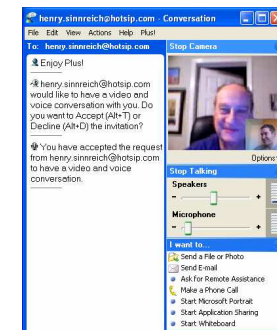 henry.sinnreich@hotsip.com - Conversation
File Edit View Actions Help Plus!
To: henry.sinnreich@hotsip.com
Enjoy Plus!
henry.sinnreich@hotsip.com
would like to have a video and
voice conversation with you. Do
you want to Accept (Alt+T) or
Decline (Alt+D) the invitation?
You have accepted the request
from henry.sinnreich@hotsip.com
to have a video and voice
conversation.
Stop Camera
Options
Stop Talking
Speakers
- +
Microphone
- +
I want to...
Send a File or Photo
Send E-mail
Ask for Remote Assistance
Make a Phone Call
Start Microsoft Portrait
Start Application Sharing
Start Whiteboard